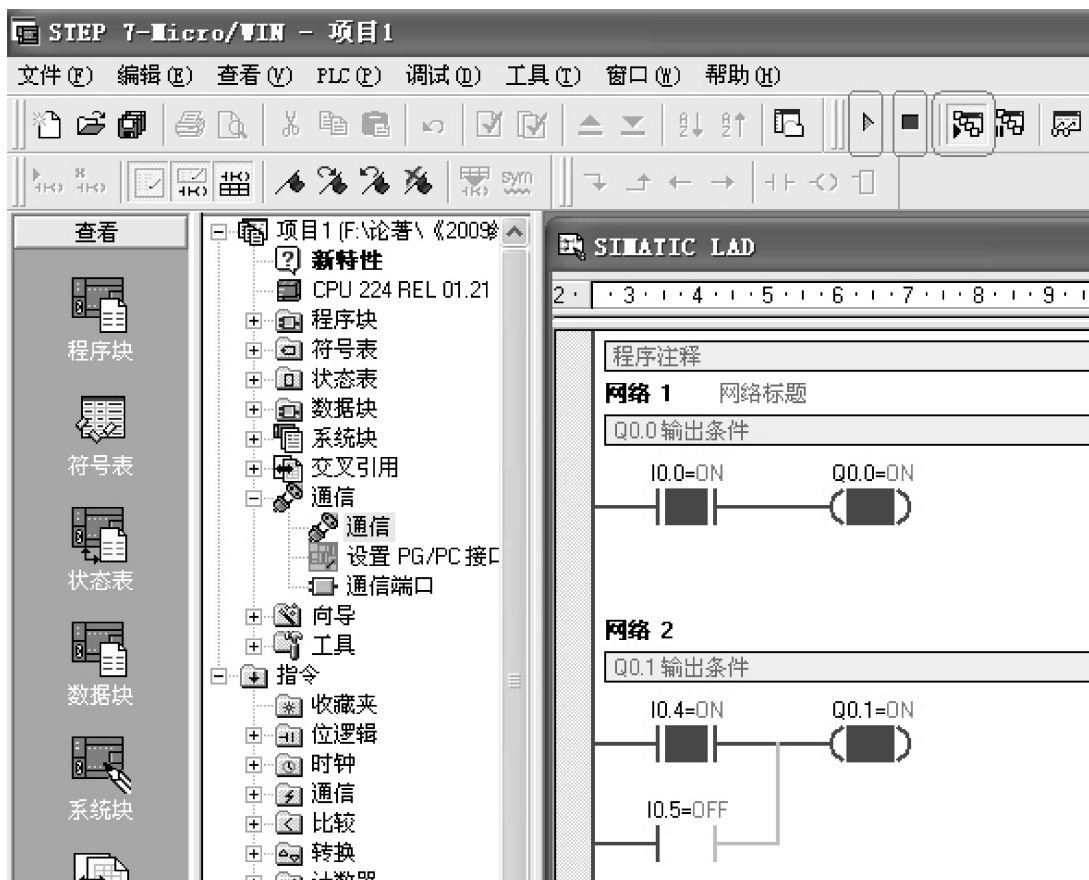 STEP 7-Micro/WIN - 项目1
文件(F) 编辑(E) 查看(V) PLC(P) 调试(D) 工具(T) 窗口(W) 帮助(H)
sym
查看
程序块
符号表
状态表
数据块
系统块
项目1 (F:\论著\《2009
新特性
CPU 224 REL 01.21
程序块
符号表
状态表
数据块
系统块
交叉引用
通信
通信
设置 PG/PC 接口
通信端口
向导
工具
指令
收藏夹
位逻辑
时钟
通信
比较
转换
计数器
SIMATIC LAD
2 · · 3 · ı · 4 · ı · 5 · ı · 6 · ı · 7 · ı · 8 · ı · 9 · ı
程序注释
网络 1 网络标题
Q0.0 输出条件
I0.0=ON Q0.0=ON
网络 2
Q0.1 输出条件
I0.4=ON Q0.1=ON
I0.5=OFF